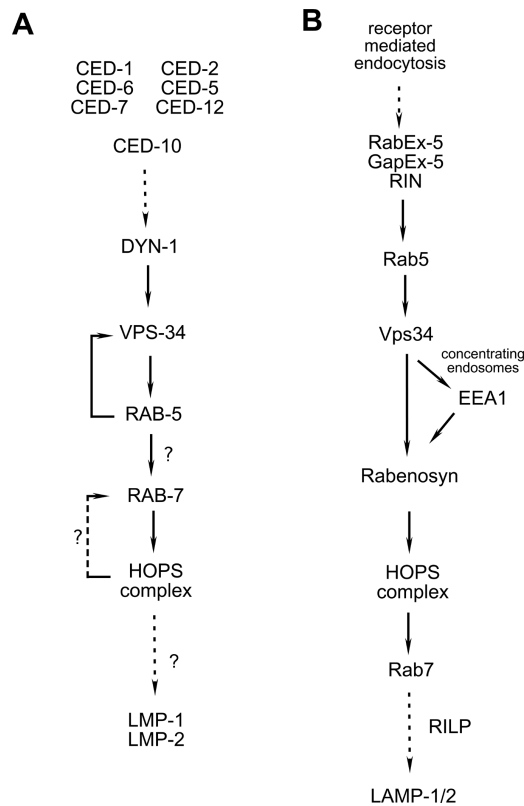 A
CED-1 CED-2
CED-6 CED-5
CED-7 CED-12
CED-10
DYN-1
VPS-34
RAB-5
?
RAB-7
?
HOPS
complex
?
LMP-1
LMP-2
B
receptor
mediated
endocytosis
RabEx-5
GapEx-5
RIN
Rab5
Vps34
concentrating
endosomes
EEA1
Rabenosyn
HOPS
complex
Rab7
RILP
LAMP-1/2